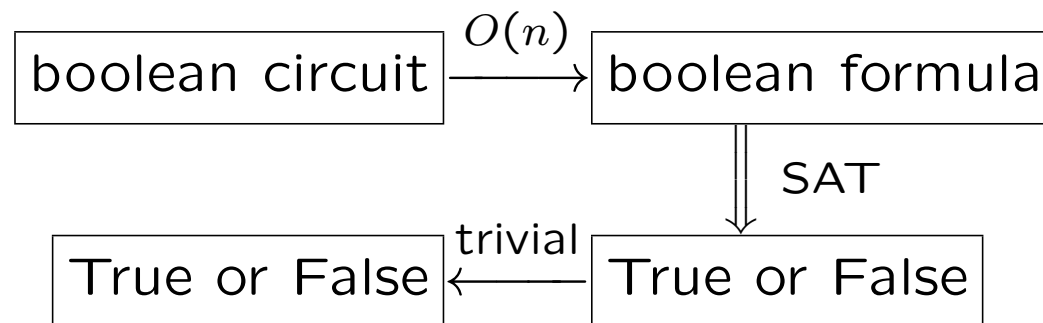 O(n)
boolean circuit
boolean formula
SAT
trivial
True or False
True or False